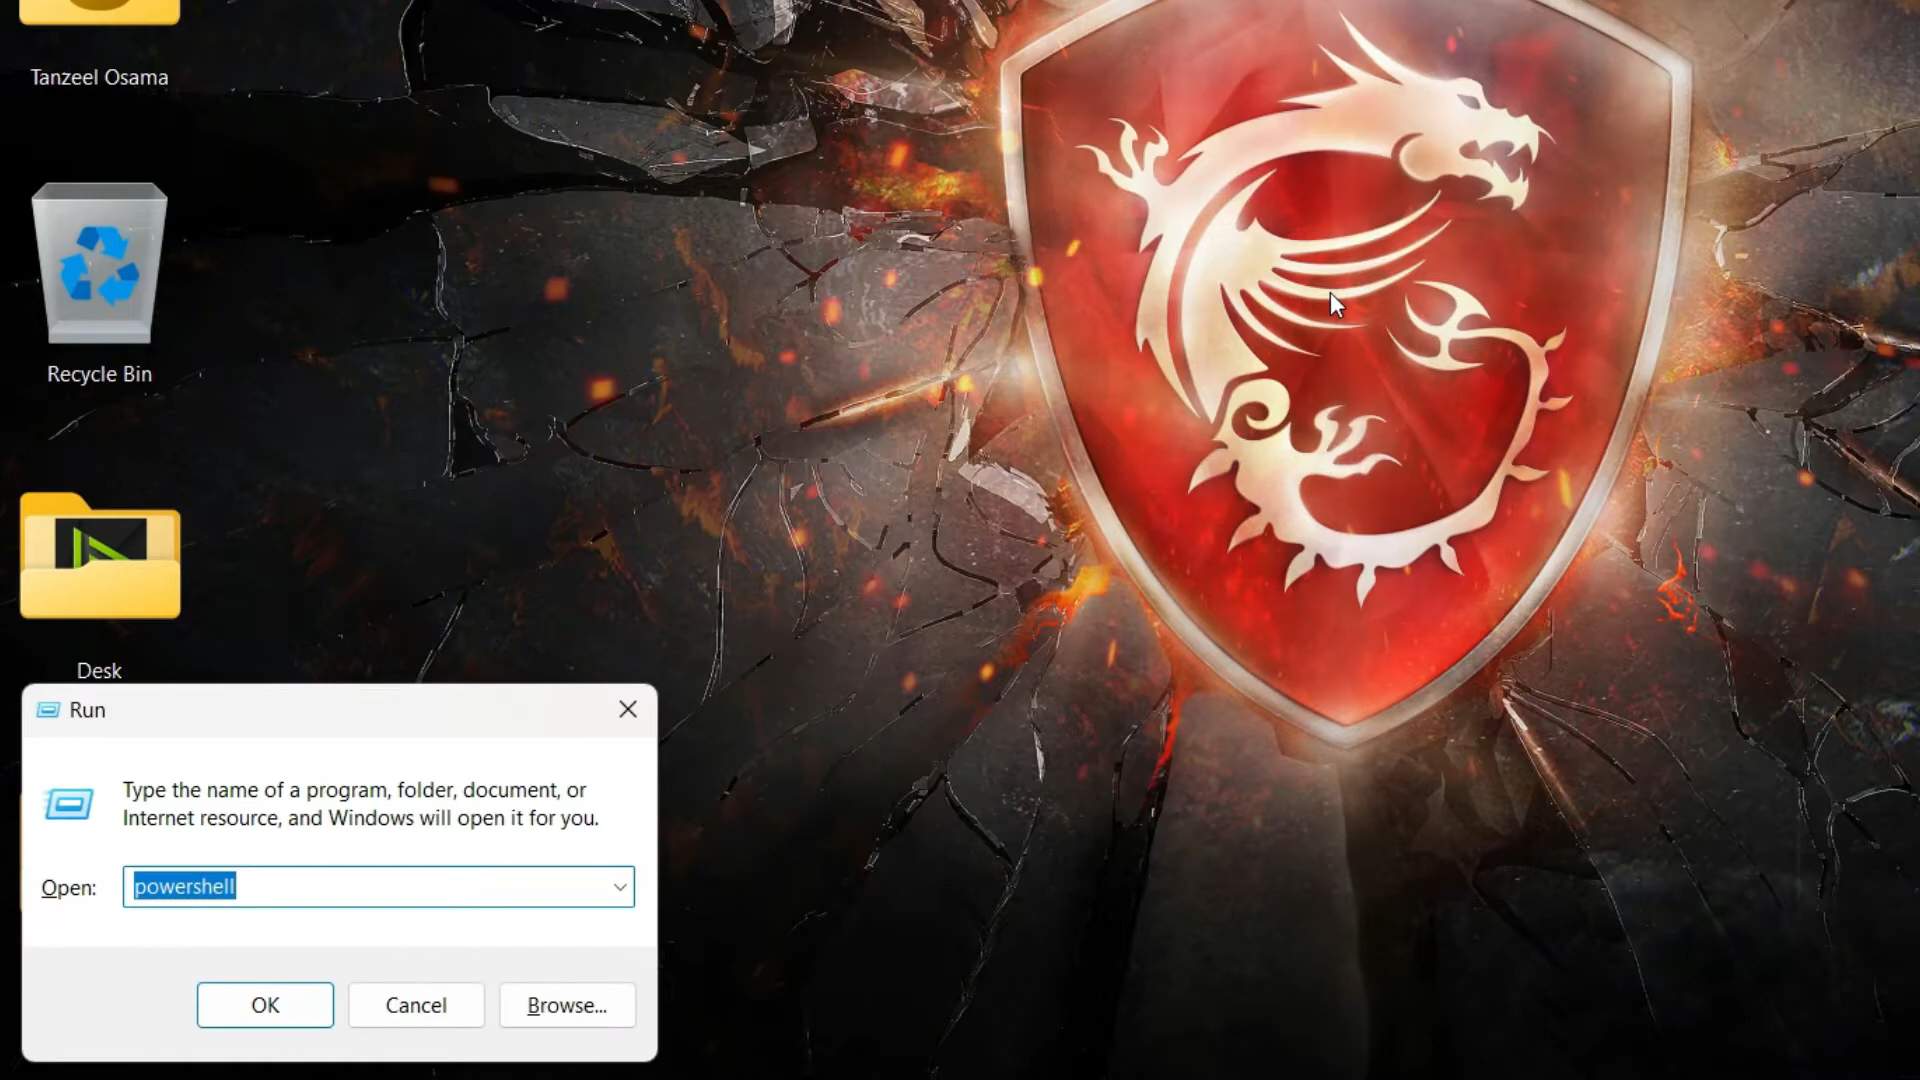 Tanzeel Osama
Recycle Bin
Desk
Run
Type the name of a program, folder, document, or
Internet resource, and Windows will open it for you.
Open: powershell
OK Cancel Browse...